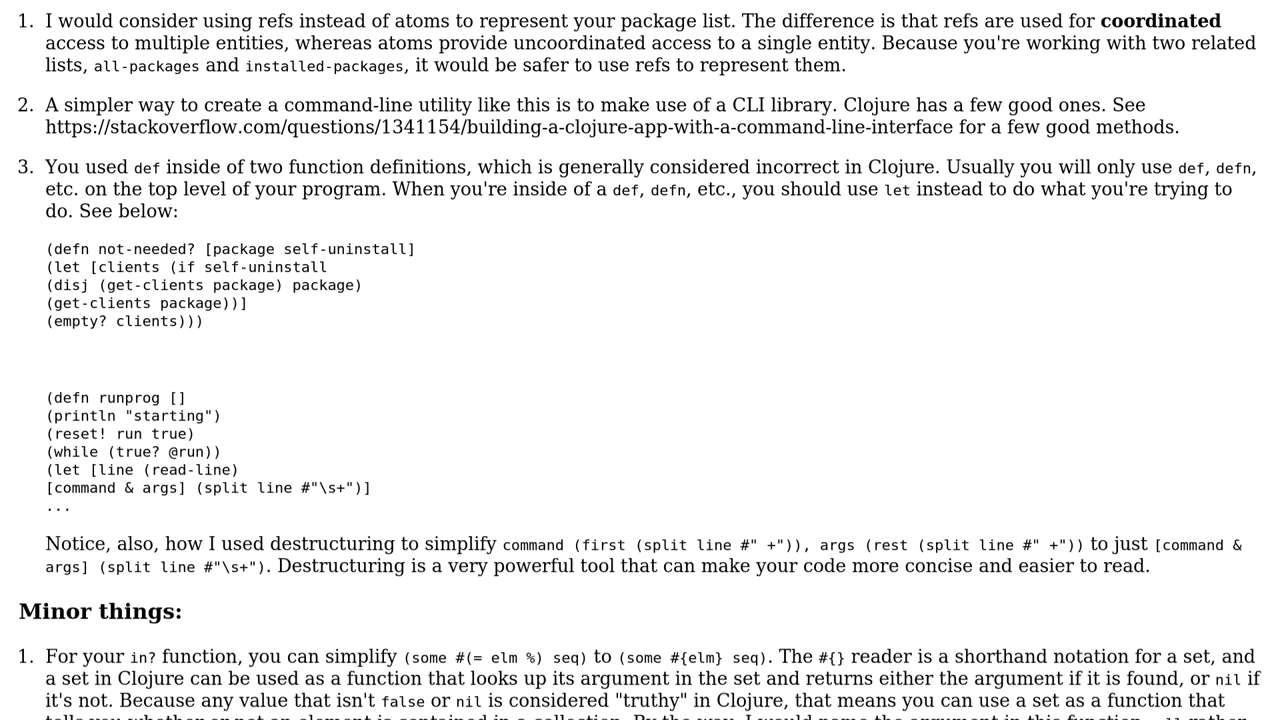 1. I would consider using refs instead of atoms to represent your package list. The difference is that refs are used for coordinated
access to multiple entities, whereas atoms provide uncoordinated access to a single entity. Because you're working with two related
lists, all-packages and installed-packages, it would be safer to use refs to represent them.
2. A simpler way to create a command-line utility like this is to make use of a CLI library. Clojure has a few good ones. See
https://stackoverflow.com/questions/1341154/building-a-clojure-app-with-a-command-line-interface for a few good methods.
3. You used def inside of two function definitions, which is generally considered incorrect in Clojure. Usually you will only use def, defn,
etc. on the top level of your program. When you're inside of a def, defn, etc., you should use let instead to do what you're trying to
do. See below:
(defn not-needed? [package self-uninstall]
(let [clients (if self-uninstall
(disj (get-clients package) package)
(get-clients package))]
(empty? clients)))
(defn runprog []
(println "starting")
(reset! run true)
(while (true? @run))
(let [line (read-line)
[command & args] (split line #"\s+")]
...
Notice, also, how I used destructuring to simplify command (first (split line #" +")), args (rest (split line #" +")) to just [command &
args] (split line #"\s+"). Destructuring is a very powerful tool that can make your code more concise and easier to read.
Minor things:
1. For your in? function, you can simplify (some #(= elm %) seq) to (some #{elm} seq). The #{} reader is a shorthand notation for a set, and
a set in Clojure can be used as a function that looks up its argument in the set and returns either the argument if it is found, or nil if
it's not. Because any value that isn't false or nil is considered "truthy" in Clojure, that means you can use a set as a function that